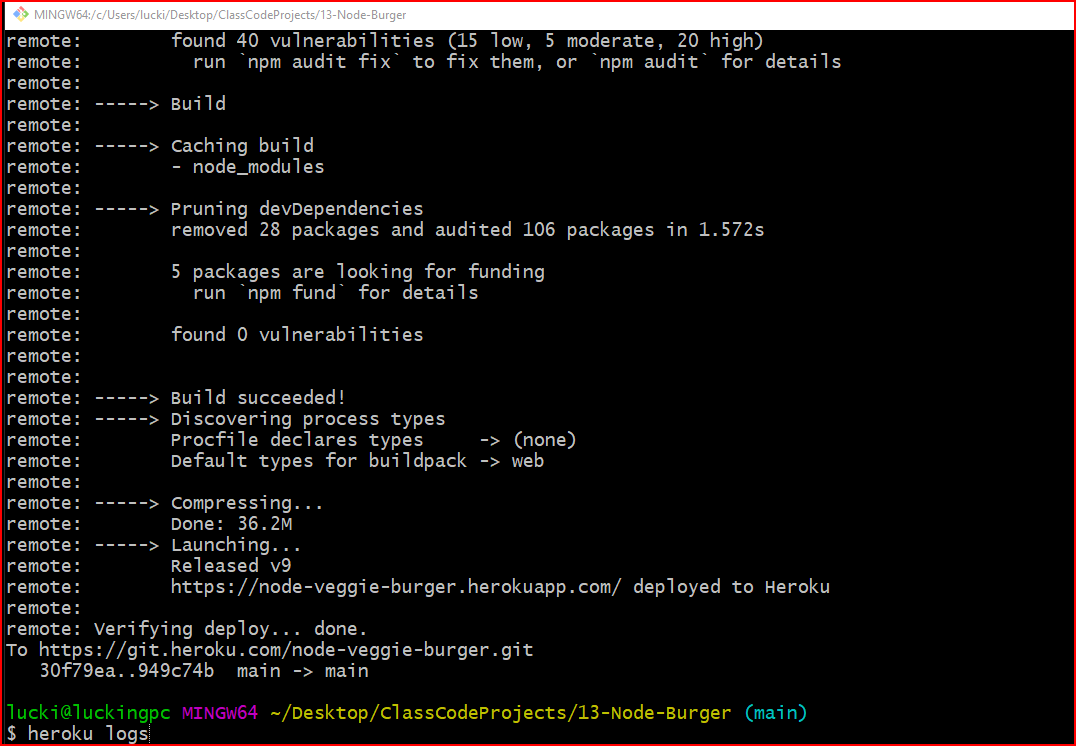 MINGW64:/c/Users/lucki/Desktop/ClassCodeProjects/13-Node-Burger
remote:        found 40 vulnerabilities (15 low, 5 moderate, 20 high)
remote:          run `npm audit fix` to fix them, or `npm audit` for details
remote:
remote: -----> Build
remote:
remote: -----> Caching build
remote:        - node_modules
remote:
remote: -----> Pruning devDependencies
remote:        removed 28 packages and audited 106 packages in 1.572s
remote:
remote:        5 packages are looking for funding
remote:          run `npm fund` for details
remote:
remote:        found 0 vulnerabilities
remote:
remote:
remote: -----> Build succeeded!
remote: -----> Discovering process types
remote:        Procfile declares types     -> (none)
remote:        Default types for buildpack -> web
remote:
remote: -----> Compressing...
remote:        Done: 36.2M
remote: -----> Launching...
remote:        Released v9
remote:        https://node-veggie-burger.herokuapp.com/ deployed to Heroku
remote:
remote: Verifying deploy... done.
To https://git.heroku.com/node-veggie-burger.git
   30f79ea..949c74b  main -> main
lucki@luckingpc MINGW64 ~/Desktop/ClassCodeProjects/13-Node-Burger (main)
$ heroku logs